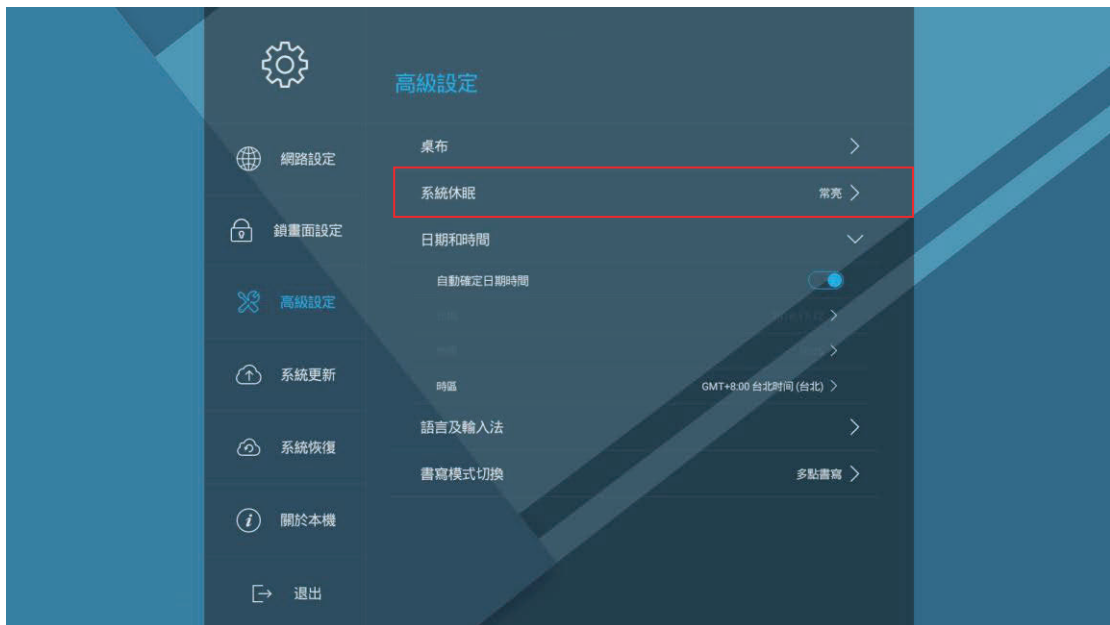 高級設定
網路設定
鎖畫面設定
高級設定
系統更新
系統恢復
關於本機
退出
桌布
系統休眠 常亮
日期和時間
自動確定日期時間
時區 GMT+8:00 台北时间 (台北)
語言及輸入法
書寫模式切換 多點書寫